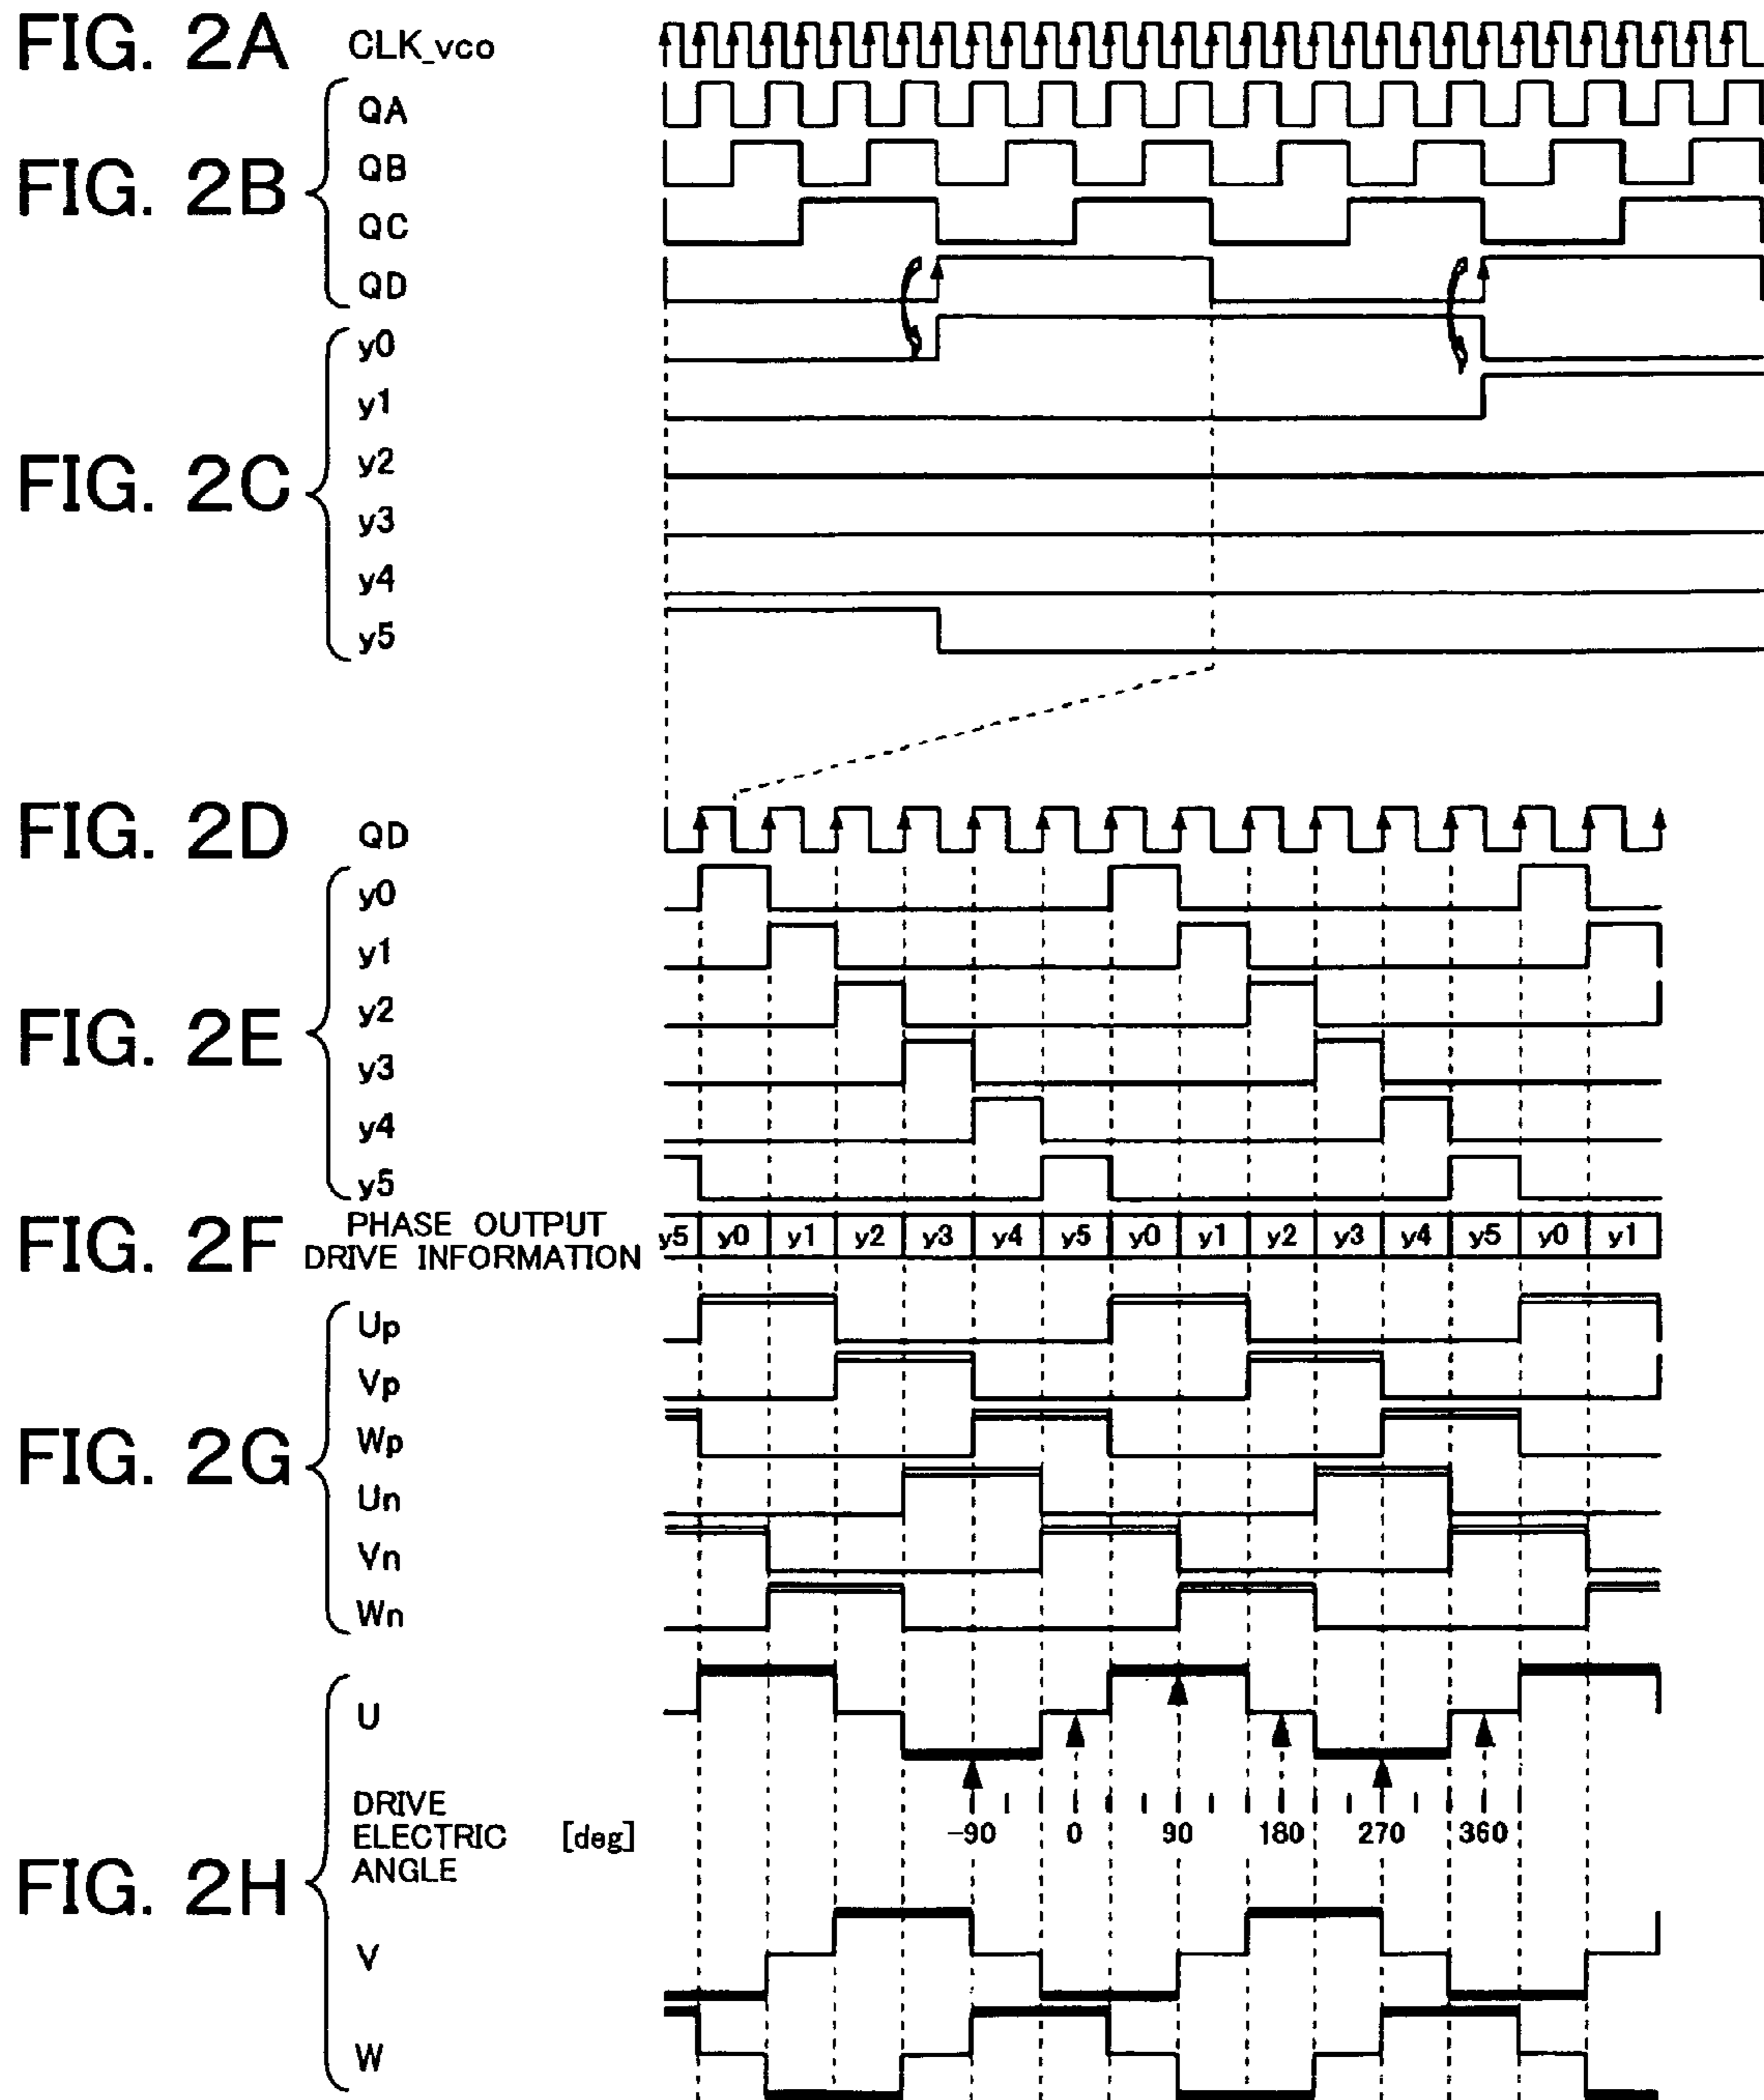 FIG. 2A CLK_vco
FIG. 2B
QA
QB
QC
QD
FIG. 2C
y0
y1
y2
y3
y4
y5
FIG. 2D QD
FIG. 2E
y0
y1
y2
y3
y4
y5
FIG. 2F PHASE OUTPUT
DRIVE INFORMATION
y5 y0 y1 y2 y3 y4 y5 y0 y1 y2 y3 y4 y5 y0 y1
FIG. 2G
Up
Vp
Wp
Un
Vn
Wn
FIG. 2H
U
DRIVE
ELECTRIC [deg]
ANGLE
-90 0 90 180 270 360
V
W